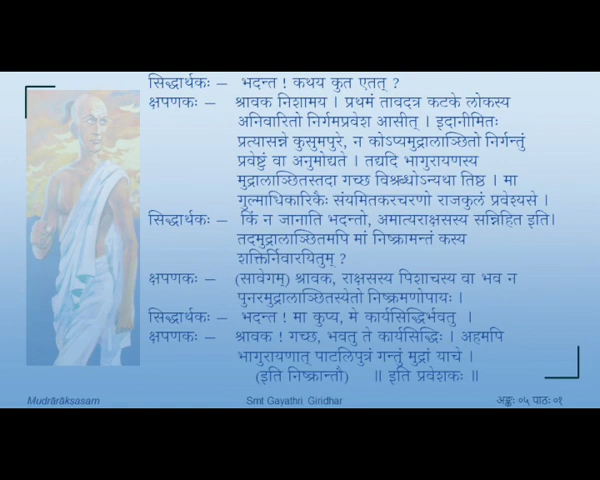 सिद्धार्थकः — भदन्त ! कथय कुत एतत् ?
क्षपणकः — श्रावक निशामय । प्रथमं तावदत्र कटके लोकस्य
अनिवारितो निर्गमप्रवेश आसीत् । इदानीमितः
प्रत्यासन्ने कुसुमपुरे, न कोऽप्यमुद्रालाञ्छितो निर्गन्तुं
प्रवेष्टुं वा अनुमोद्यते । तद्यदि भागुरायणस्य
मुद्रालाञ्छितस्तदा गच्छ विश्रब्धोऽन्यथा तिष्ठ । मा
गुल्माधिकारिकैः संयमितकरचरणो राजकुलं प्रवेश्यसे ।
सिद्धार्थकः — किं न जानाति भदन्तो, अमात्यराक्षसस्य सन्निहित इति।
तदमुद्रालाञ्छितमपि मां निष्क्रामन्तं कस्य
शक्तिर्निवारयितुम् ?
क्षपणकः — (सावेगम्) श्रावक, राक्षसस्य पिशाचस्य वा भव न
पुनरमुद्रालाञ्छितस्येतो निष्क्रमणोपायः ।
सिद्धार्थकः — भदन्त ! मा कुप्य, मे कार्यसिद्धिर्भवतु ।
क्षपणकः — श्रावक ! गच्छ, भवतु ते कार्यसिद्धिः । अहमपि
भागुरायणात् पाटलिपुत्रं गन्तुं मुद्रां याचे ।
(इति निष्क्रान्तौ) ॥ इति प्रवेशकः ॥
Mudrārākṣasam Smt Gayathri Giridhar अङ्कः ०५ पाठः ०१